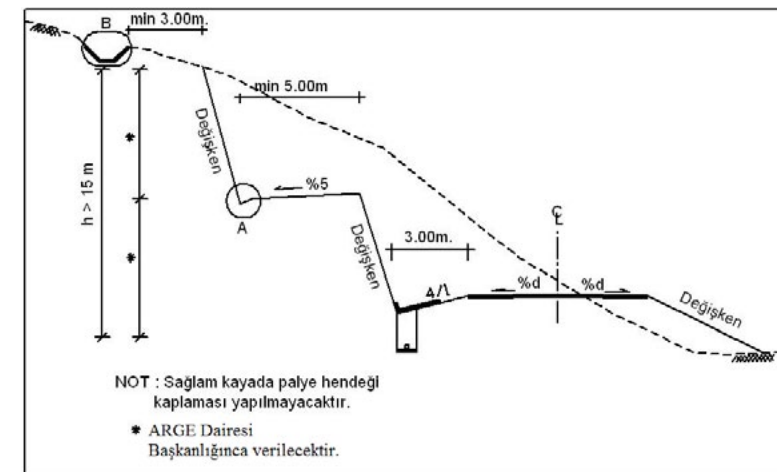 B
min 3.00m.
min 5.00m
Değişken
*
h > 15 m
%5
A
*
Değişken
3.00m.
4/1
℄
%d
%d
Değişken
NOT : Sağlam kayada palye hendeği
kaplaması yapılmayacaktır.
* ARGE Dairesi
Başkanlığınca verilecektir.